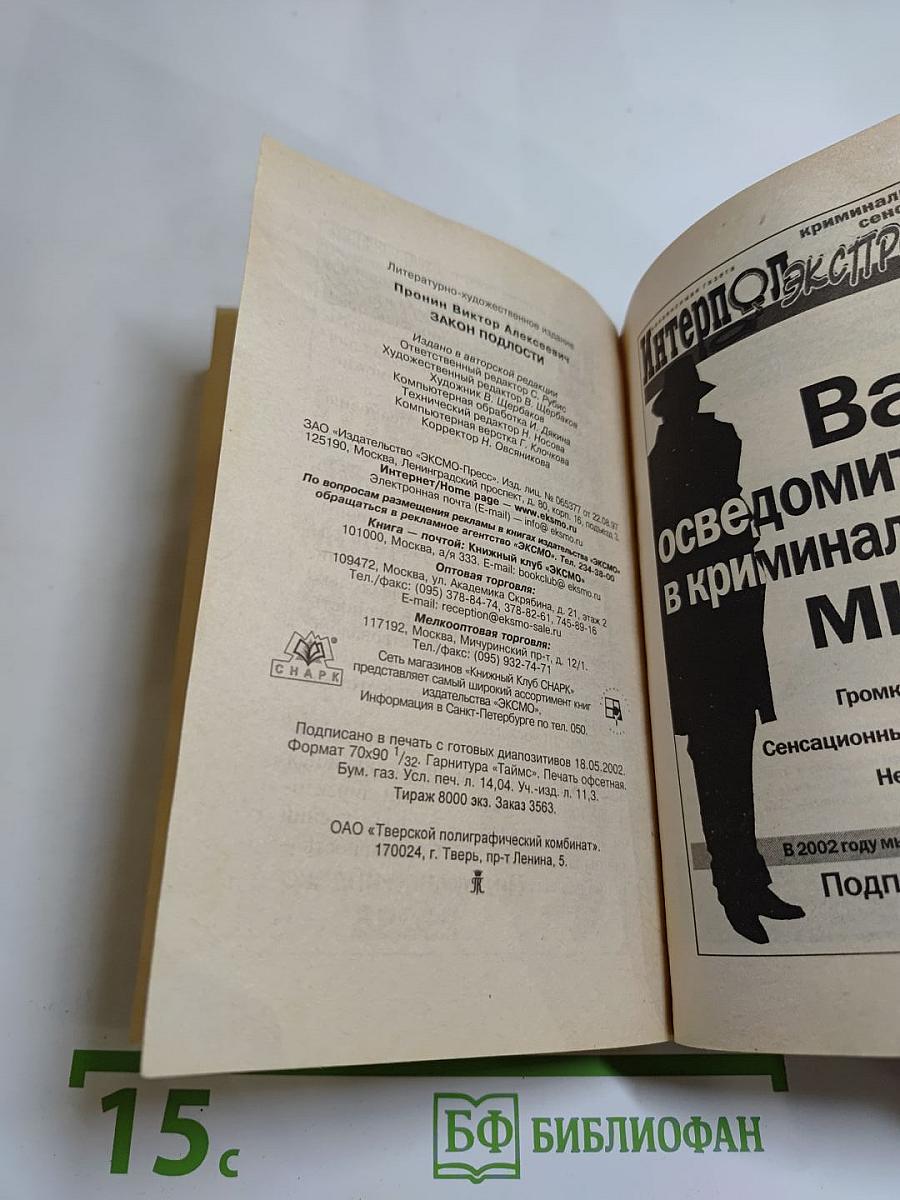 Литературно-художественное издание
Пронин Виктор Алексеевич
ЗАКОН ПОДЛОСТИ
Издано в авторской редакции
Ответственный редактор С. Рубис
Художественный редактор В. Щербаков
Художник В. Щербаков
Компьютерная обработка И. Дякина
Технический редактор Н. Носова
Компьютерная верстка Г. Клочкова
Корректор Н. Овсяникова
ЗАО «Издательство «ЭКСМО-Пресс». Изд. лиц. № 065377 от 22.08.97
125190, Москва, Ленинградский проспект, д. 80, корп. 16, подъезд 3.
Интернет/Home page — www.eksmo.ru
Электронная почта (E-mail) — info@ eksmo.ru
По вопросам размещения рекламы в книгах издательства «ЭКСМО»
обращаться в рекламное агентство «ЭКСМО». Тел. 234-38-00
Книга — почтой: Книжный клуб «ЭКСМО»
101000, Москва, а/я 333. E-mail: bookclub@ eksmo.ru
Оптовая торговля:
109472, Москва, ул. Академика Скрябина, д. 21, этаж 2
Тел./факс: (095) 378-84-74, 378-82-61, 745-89-16
E-mail: reception@eksmo-sale.ru
Мелкооптовая торговля:
117192, Москва, Мичуринский пр-т, д. 12/1.
Тел./факс: (095) 932-74-71
СНАРК
Сеть магазинов «Книжный Клуб СНАРК»
представляет самый широкий ассортимент книг
издательства «ЭКСМО».
Информация в Санкт-Петербурге по тел. 050.
Подписано в печать с готовых диапозитивов 18.05.2002.
Формат 70x90 1/32. Гарнитура «Таймс». Печать офсетная.
Бум. газ. Усл. печ. л. 14,04. Уч.-изд. л. 11,3.
Тираж 8000 экз. Заказ 3563.
ОАО «Тверской полиграфический комбинат».
170024, г. Тверь, пр-т Ленина, 5.
криминаль
сенс
Интерпол
ЭКСПР
Ва
осведомит
в криминал
ми
Громк
Сенсационны
Не
В 2002 году мы
Подп
15 с
БФ БИБЛИОФАН